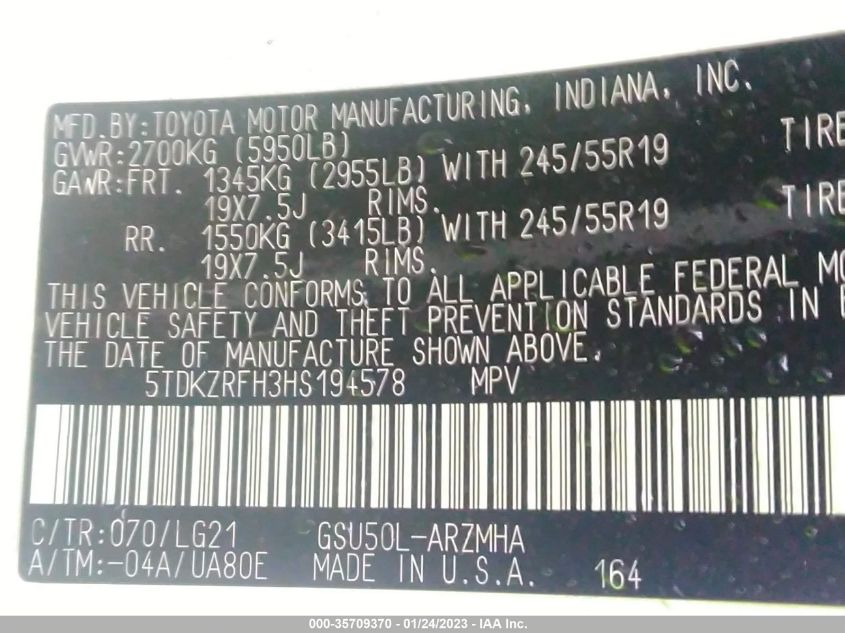 MFD.BY:TOYOTA MOTOR MANUFACTURING, INDIANA, INC.
GVWR:2700KG (5950LB)
GAWR:FRT. 1345KG (2955LB) WITH 245/55R19 TIRE
19X7.5J RIMS.
RR. 1550KG (3415LB) WITH 245/55R19 TIRE
19X7.5J RIMS.
THIS VEHICLE CONFORMS TO ALL APPLICABLE FEDERAL MO
VEHICLE SAFETY AND THEFT PREVENTION STANDARDS IN
THE DATE OF MANUFACTURE SHOWN ABOVE.
5TDKZRFH3HS194578 MPV
C/TR:070/LG21 GSU50L-ARZMHA
A/TM:-04A/UA80E MADE IN U.S.A. 164
000-35709370 - 01/24/2023 - IAA Inc.